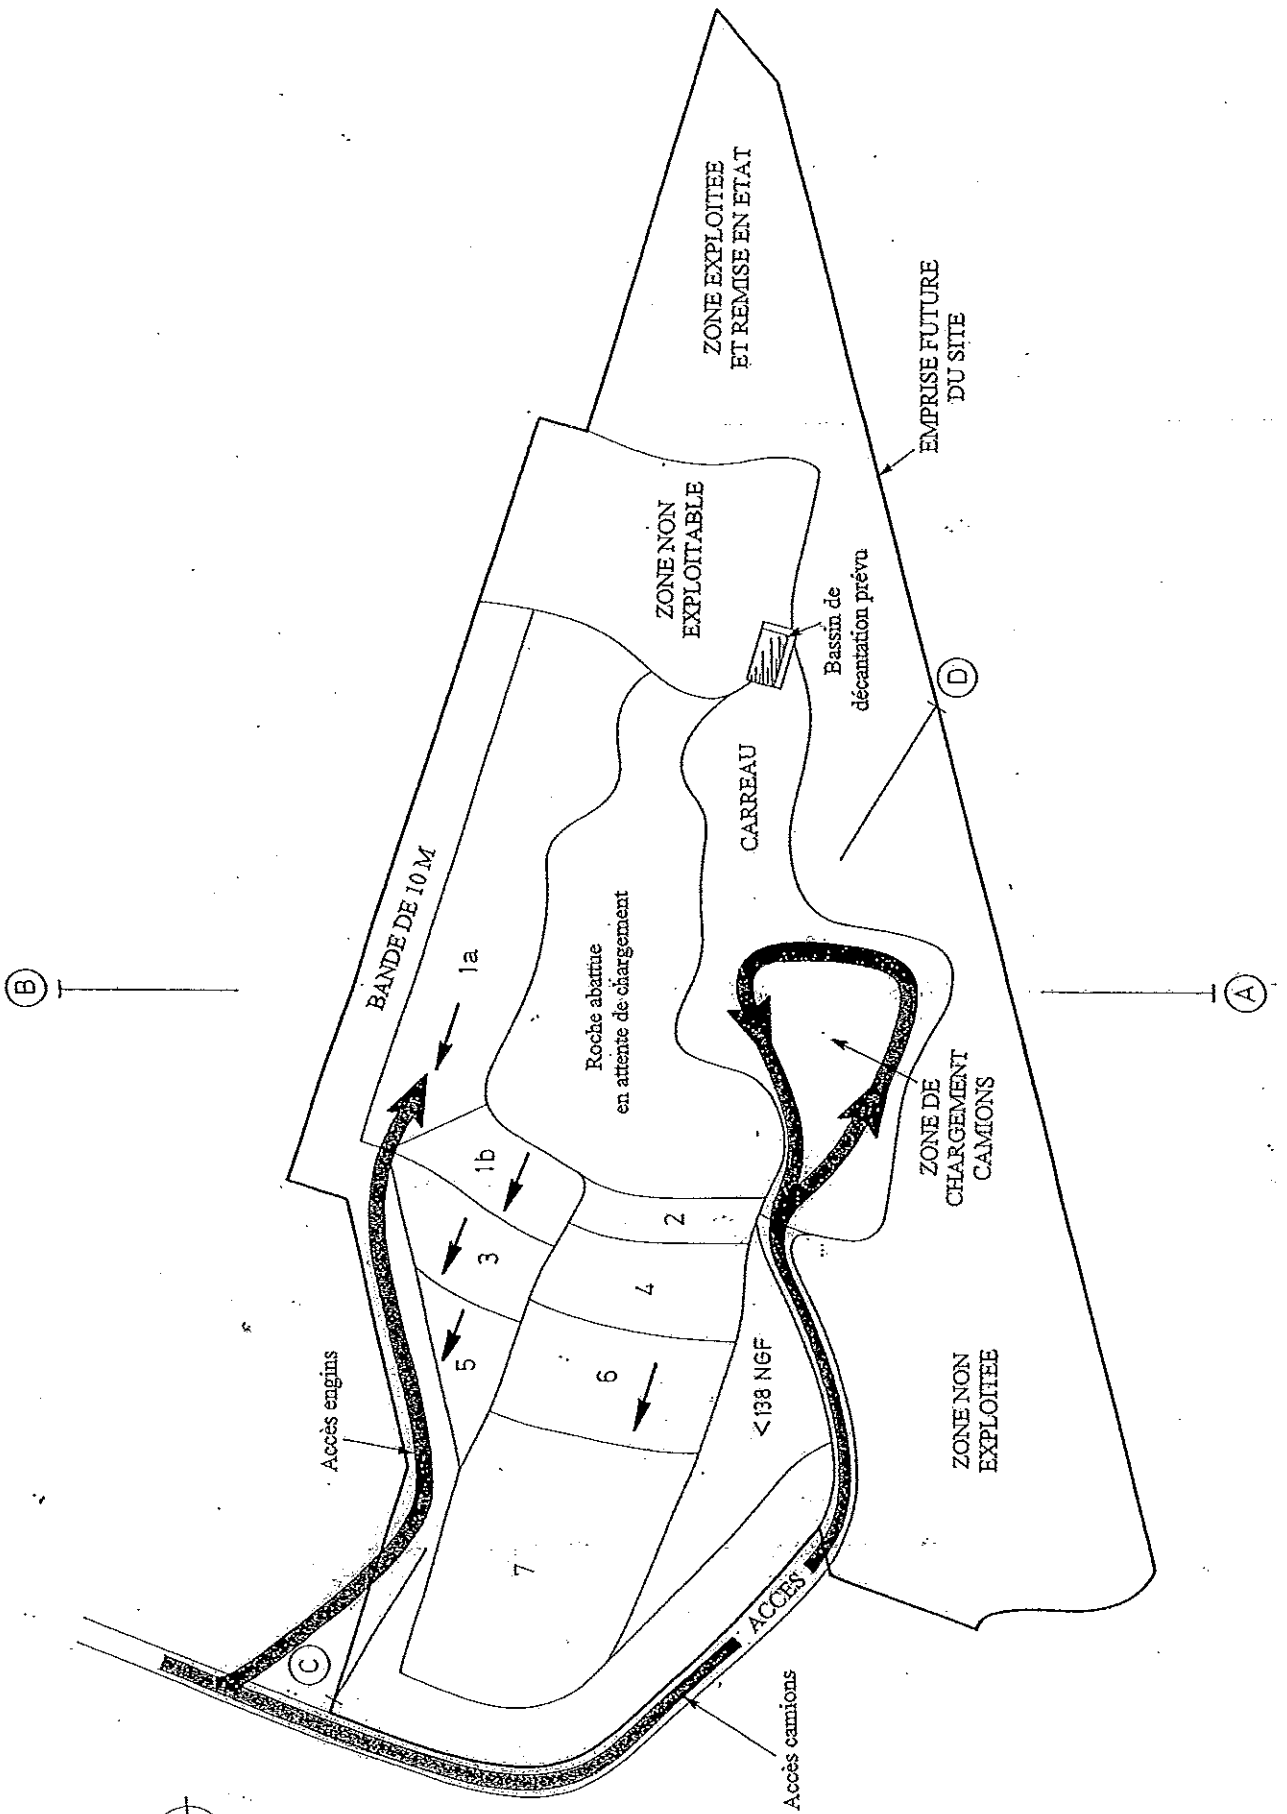 B
BANDE DE 10 M
ZONE EXPLOITEE
ET REMISE EN ETAT
ZONE NON
EXPLOITABLE
EMPRISE FUTURE
DU SITE
Bassin de
décantation prévu
D
CARREAU
Roche abattue
en attente de chargement
1a
1b
2
3
4
5
6
7
<138 NGF
ZONE DE
CHARGEMENT
CAMIONS
A
ZONE NON
EXPLOITEE
Accès engins
C
ACCES
Accès camions